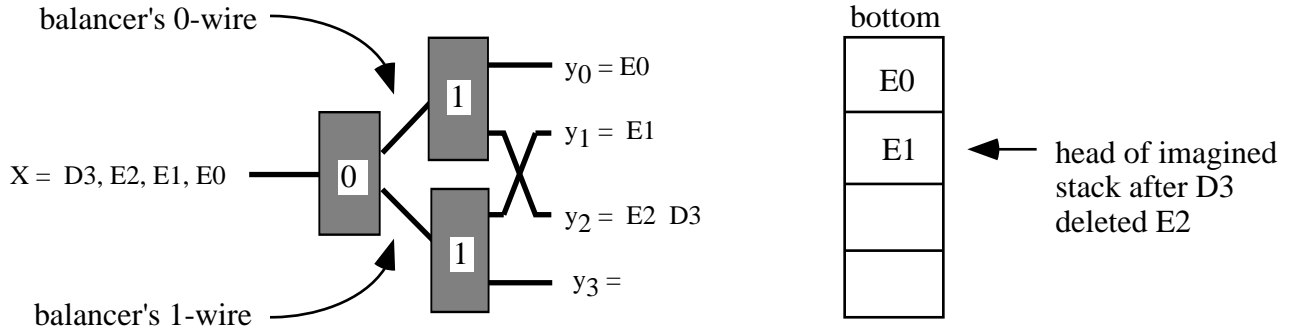 balancer's 0-wire
bottom
y0 = E0
E0
1
y1 = E1
E1
head of imagined
stack after D3
deleted E2
X = D3, E2, E1, E0
0
y2 = E2 D3
1
y3 =
balancer's 1-wire